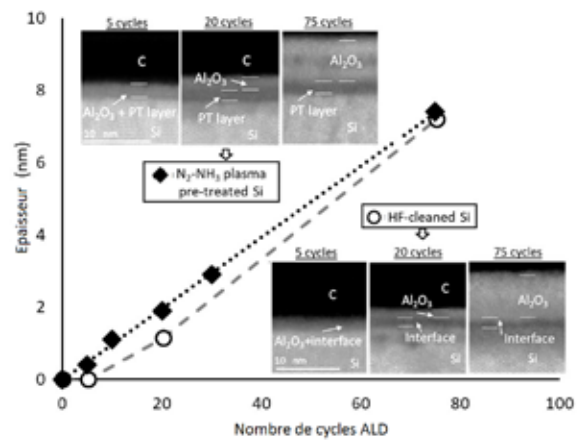 10
8
6
4
2
0
Epaisseur (nm)
5 cycles 20 cycles 75 cycles
C C Al₂O₃
Al₂O₃
Al₂O₃ + PT layer PT layer PT layer
10 nm Si Si Si
N₂-NH₃ plasma
pre-treated Si
HF-cleaned Si
5 cycles 20 cycles 75 cycles
C C Al₂O₃
Al₂O₃
Al₂O₃+interface Interface Interface
10 nm Si Si Si
0 20 40 60 80 100
Nombre de cycles ALD